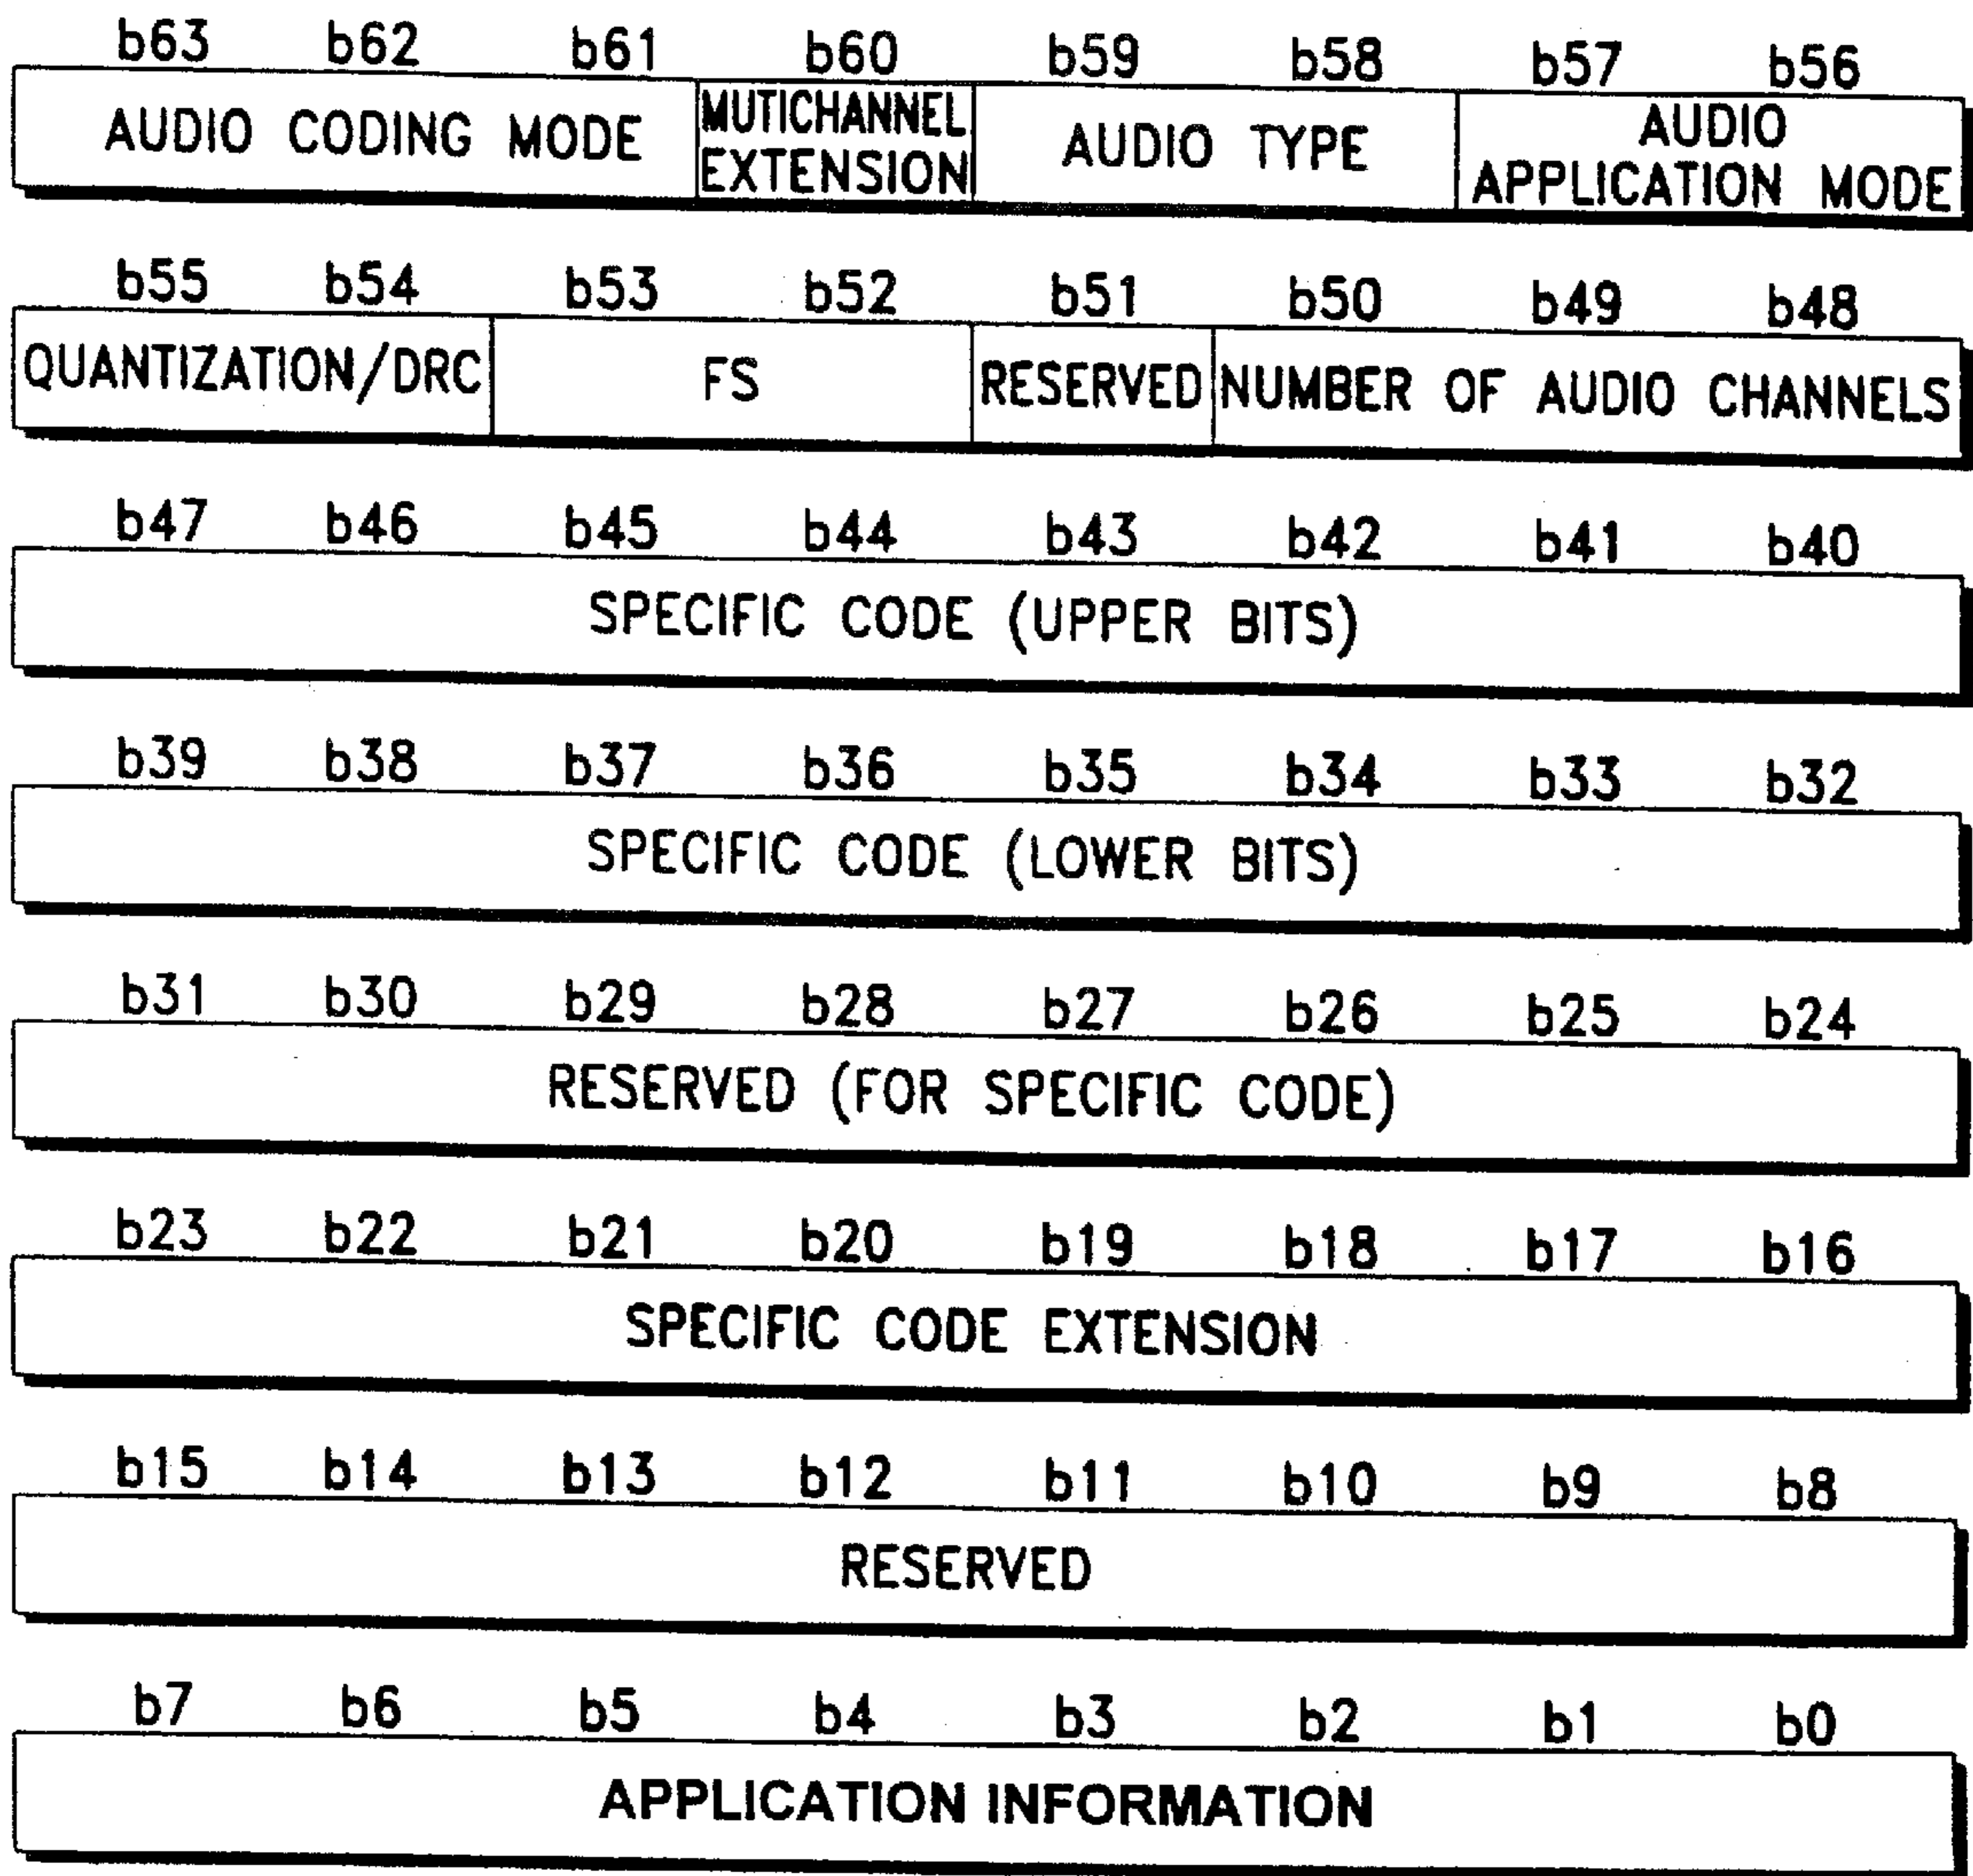 b63 b62 b61 b60 b59 b58 b57 b56
AUDIO CODING MODE
MUTICHANNEL
EXTENSION
AUDIO TYPE
AUDIO
APPLICATION MODE
b55 b54 b53 b52 b51 b50 b49 b48
QUANTIZATION/DRC FS RESERVED NUMBER OF AUDIO CHANNELS
b47 b46 b45 b44 b43 b42 b41 b40
SPECIFIC CODE (UPPER BITS)
b39 b38 b37 b36 b35 b34 b33 b32
SPECIFIC CODE (LOWER BITS)
b31 b30 b29 b28 b27 b26 b25 b24
RESERVED (FOR SPECIFIC CODE)
b23 b22 b21 b20 b19 b18 b17 b16
SPECIFIC CODE EXTENSION
b15 b14 b13 b12 b11 b10 b9 b8
RESERVED
b7 b6 b5 b4 b3 b2 b1 b0
APPLICATION INFORMATION